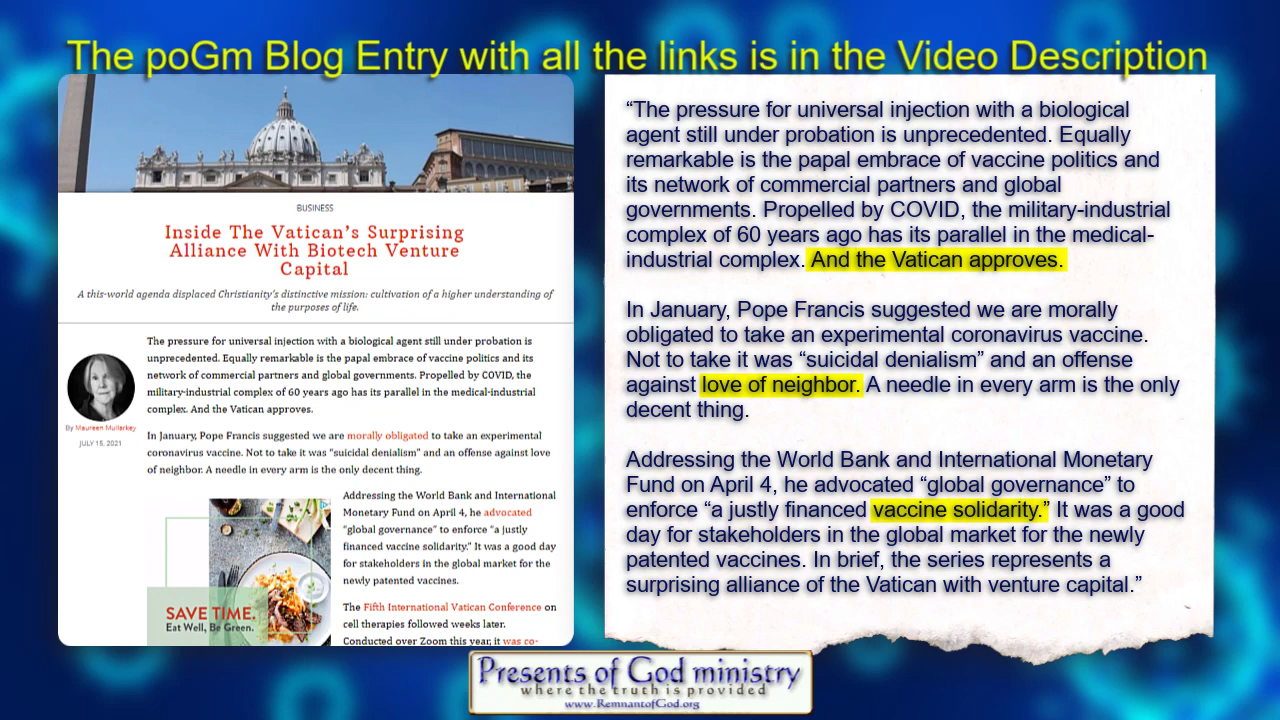 The poGm Blog Entry with all the links is in the Video Description
BUSINESS
Inside The Vatican's Surprising
Alliance With Biotech Venture
Capital
A this-world agenda displaced Christianity's distinctive mission: cultivation of a higher understanding of
the purposes of life.
By Maureen Mullarkey
JULY 15, 2021
The pressure for universal injection with a biological agent still under probation is
unprecedented. Equally remarkable is the papal embrace of vaccine politics and its
network of commercial partners and global governments. Propelled by COVID, the
military-industrial complex of 60 years ago has its parallel in the medical-industrial
complex. And the Vatican approves.
In January, Pope Francis suggested we are morally obligated to take an experimental
coronavirus vaccine. Not to take it was “suicidal denialism” and an offense against love
of neighbor. A needle in every arm is the only decent thing.
Addressing the World Bank and International
Monetary Fund on April 4, he advocated
“global governance” to enforce “a justly
financed vaccine solidarity.” It was a good day
for stakeholders in the global market for the
newly patented vaccines.
The Fifth International Vatican Conference on
cell therapies followed weeks later.
Conducted over Zoom this year, it was co-
SAVE TIME.
Eat Well, Be Green.
“The pressure for universal injection with a biological
agent still under probation is unprecedented. Equally
remarkable is the papal embrace of vaccine politics and
its network of commercial partners and global
governments. Propelled by COVID, the military-industrial
complex of 60 years ago has its parallel in the medical-
industrial complex. And the Vatican approves.
In January, Pope Francis suggested we are morally
obligated to take an experimental coronavirus vaccine.
Not to take it was “suicidal denialism” and an offense
against love of neighbor. A needle in every arm is the only
decent thing.
Addressing the World Bank and International Monetary
Fund on April 4, he advocated “global governance” to
enforce “a justly financed vaccine solidarity.” It was a good
day for stakeholders in the global market for the newly
patented vaccines. In brief, the series represents a
surprising alliance of the Vatican with venture capital.”
Presents of God ministry
where the truth is provided
www.RemnantofGod.org